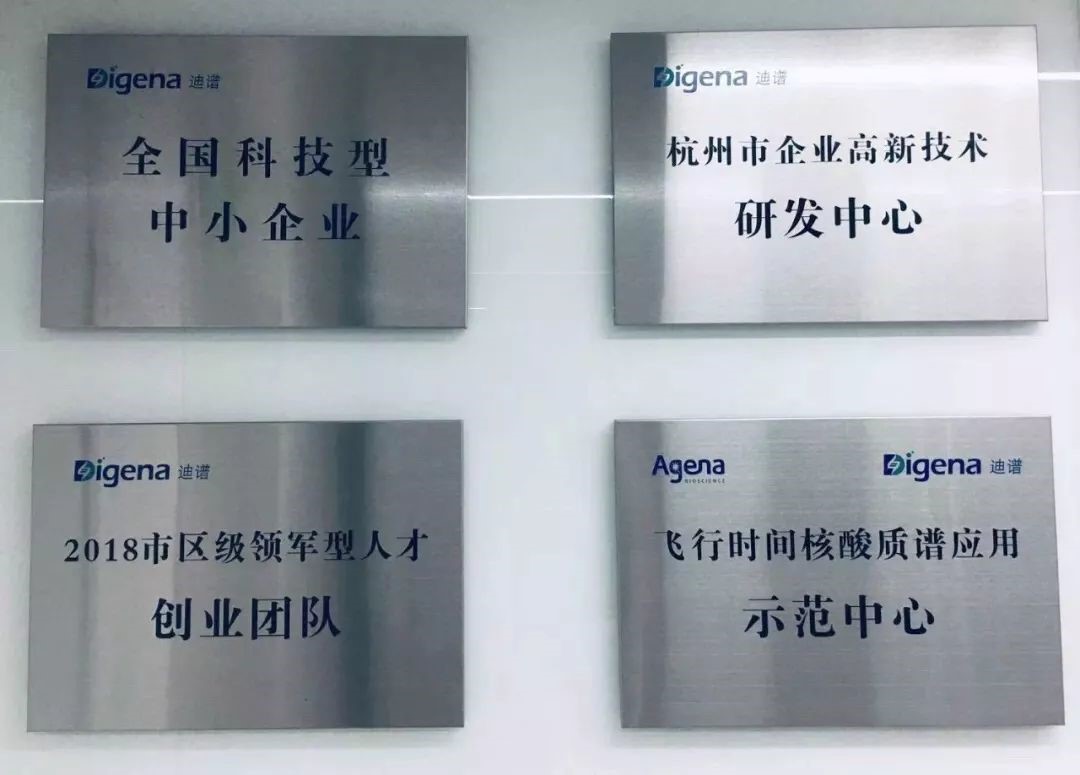 Digena 迪谱
全国科技型
中小企业
Digena 迪谱
杭州市企业高新技术
研发中心
Digena 迪谱
2018市区级领军型人才
创业团队
Agena
BIOSCIENCE
Digena 迪谱
飞行时间核酸质谱应用
示范中心